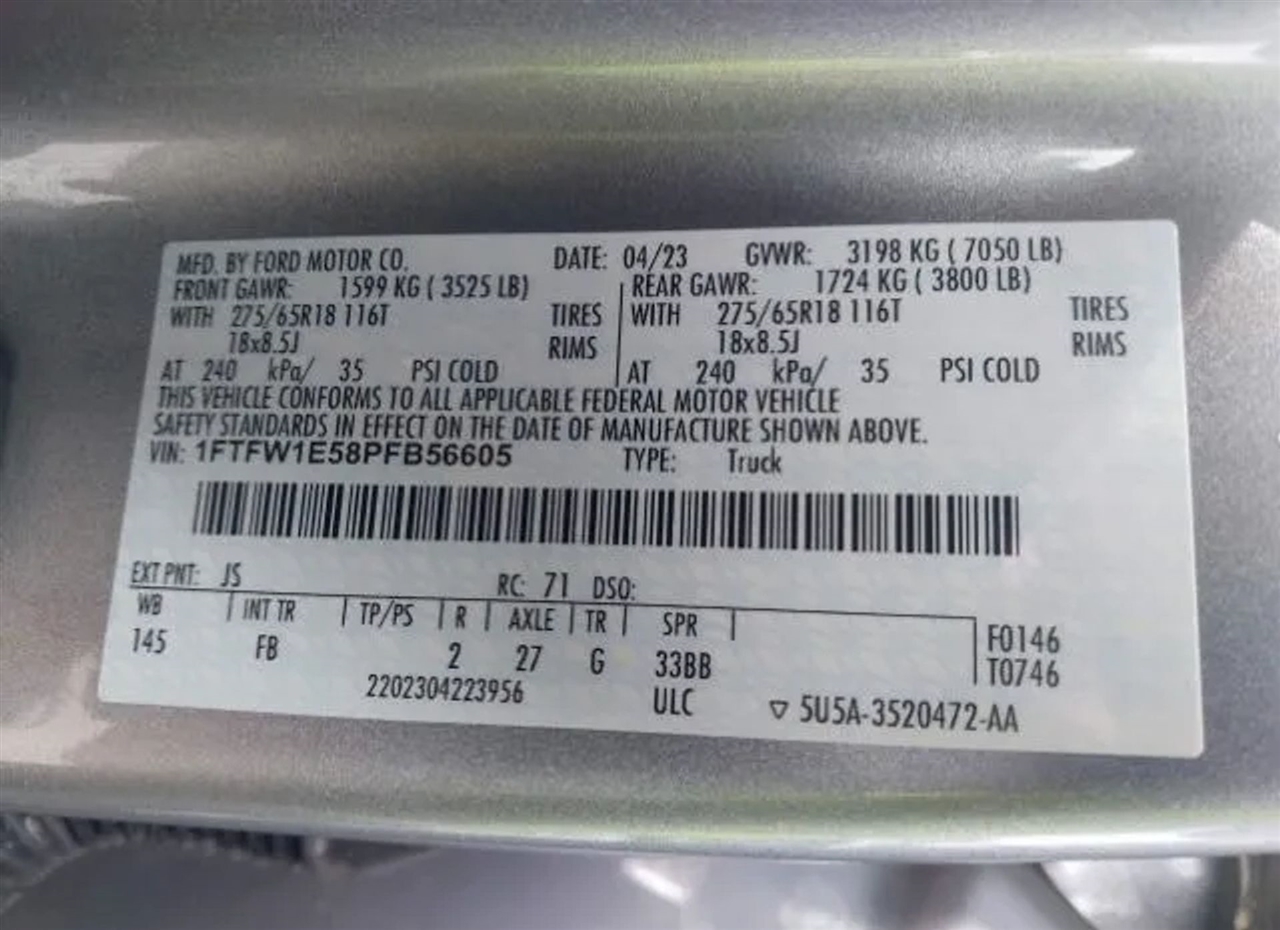 MFD. BY FORD MOTOR CO. DATE: 04/23 GVWR: 3198 KG ( 7050 LB)
FRONT GAWR: 1599 KG ( 3525 LB) REAR GAWR: 1724 KG ( 3800 LB)
WITH 275/65R18 116T TIRES WITH 275/65R18 116T TIRES
18x8.5J RIMS 18x8.5J RIMS
AT 240 kPa/ 35 PSI COLD AT 240 kPa/ 35 PSI COLD
THIS VEHICLE CONFORMS TO ALL APPLICABLE FEDERAL MOTOR VEHICLE
SAFETY STANDARDS IN EFFECT ON THE DATE OF MANUFACTURE SHOWN ABOVE.
VIN: 1FTFW1E58PFB56605 TYPE: Truck
EXT PNT: JS RC: 71 DSO:
WB INT TR TP/PS R AXLE TR SPR F0146
145 FB 2 27 G 33BB T0746
2202304223956 ULC ▽ 5U5A-3520472-AA